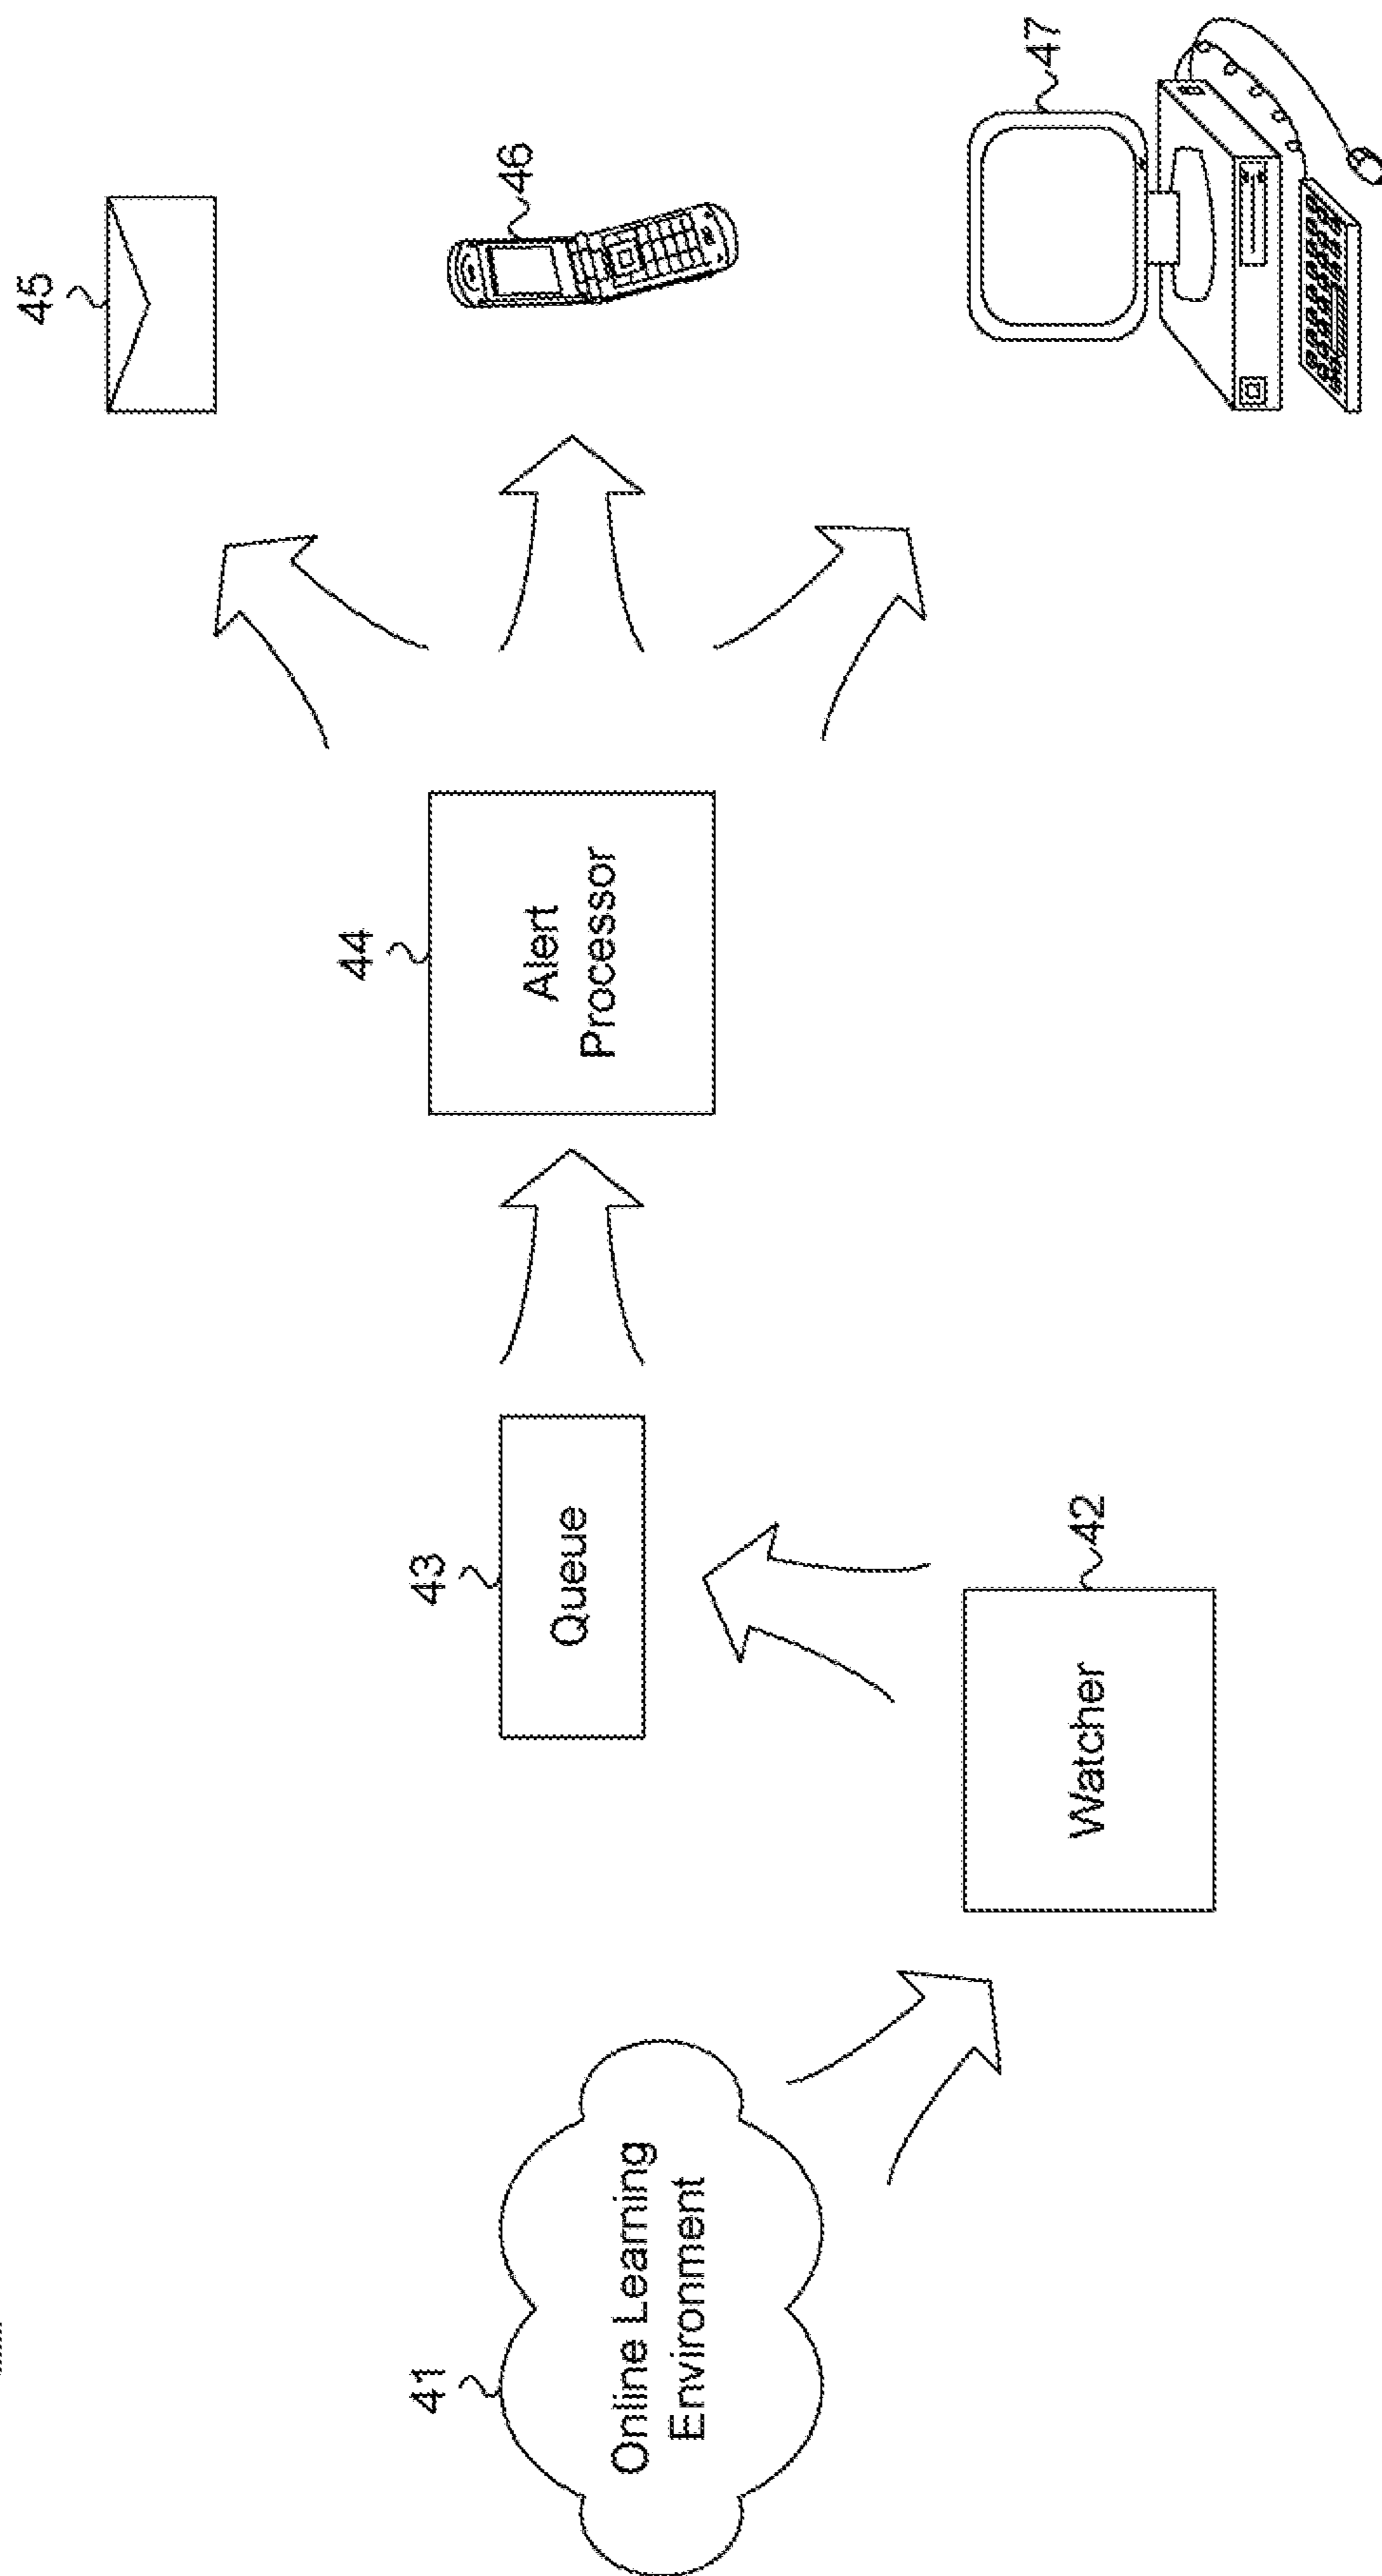 41
Online Learning
Environment
Watcher
42
43
Queue
44
Alert
Processor
45
46
47